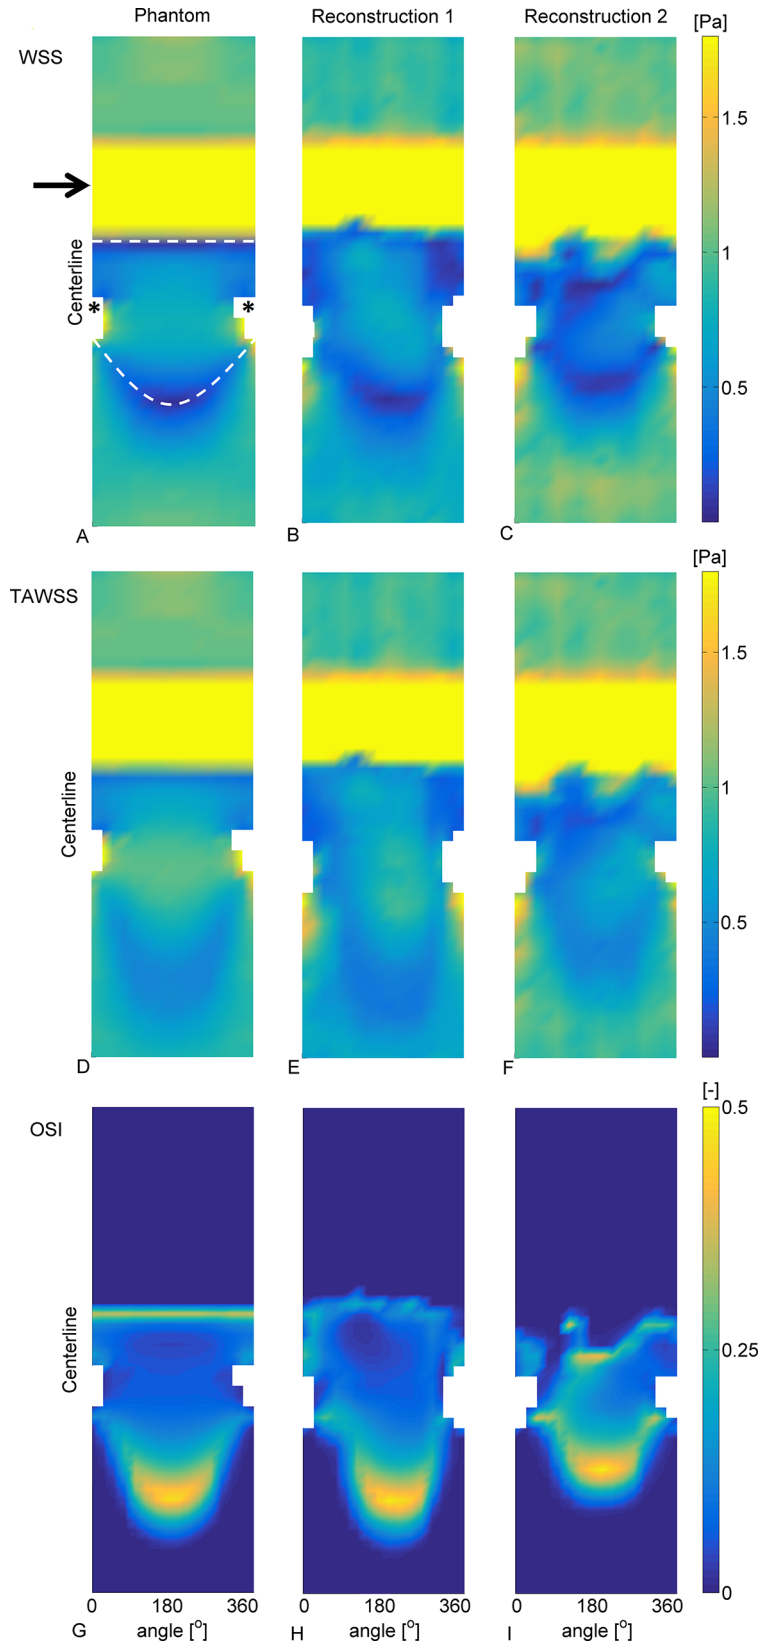 Phantom Reconstruction 1 Reconstruction 2 [Pa]
WSS
1.5
1
Centerline
* *
0.5
A B C
[Pa]
TAWSS
1.5
1
Centerline
0.5
D E F
[-]
OSI 0.5
Centerline
0.25
0
0 180 360 0 180 360 0 180 360
G angle [o] H angle [o] I angle [o]